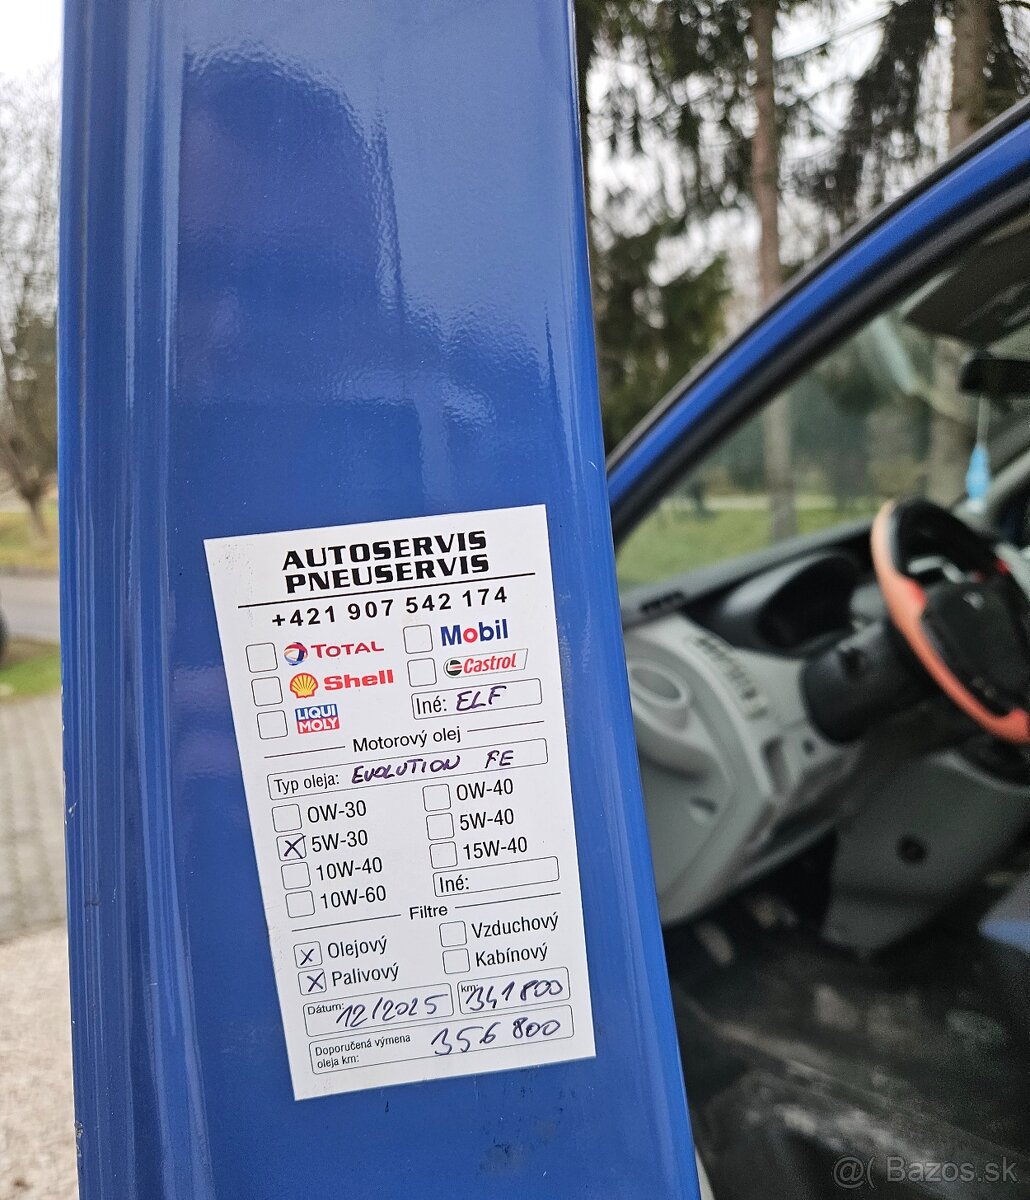 AUTOSERVIS
PNEUSERVIS
+421 907 542 174
TOTAL
Mobil
Shell
Castrol
LIQUI
MOLY
Iné: ELF
Motorový olej
Typ oleja: EVOLUTION FE
0W-30
0W-40
5W-30
5W-40
10W-40
15W-40
10W-60
Iné:
Filtre
Olejový
Vzduchový
Palivový
Kabínový
Dátum: 12/2025
km: 341800
Doporučená výmena
oleja km: 356 800
@( Bazos.sk